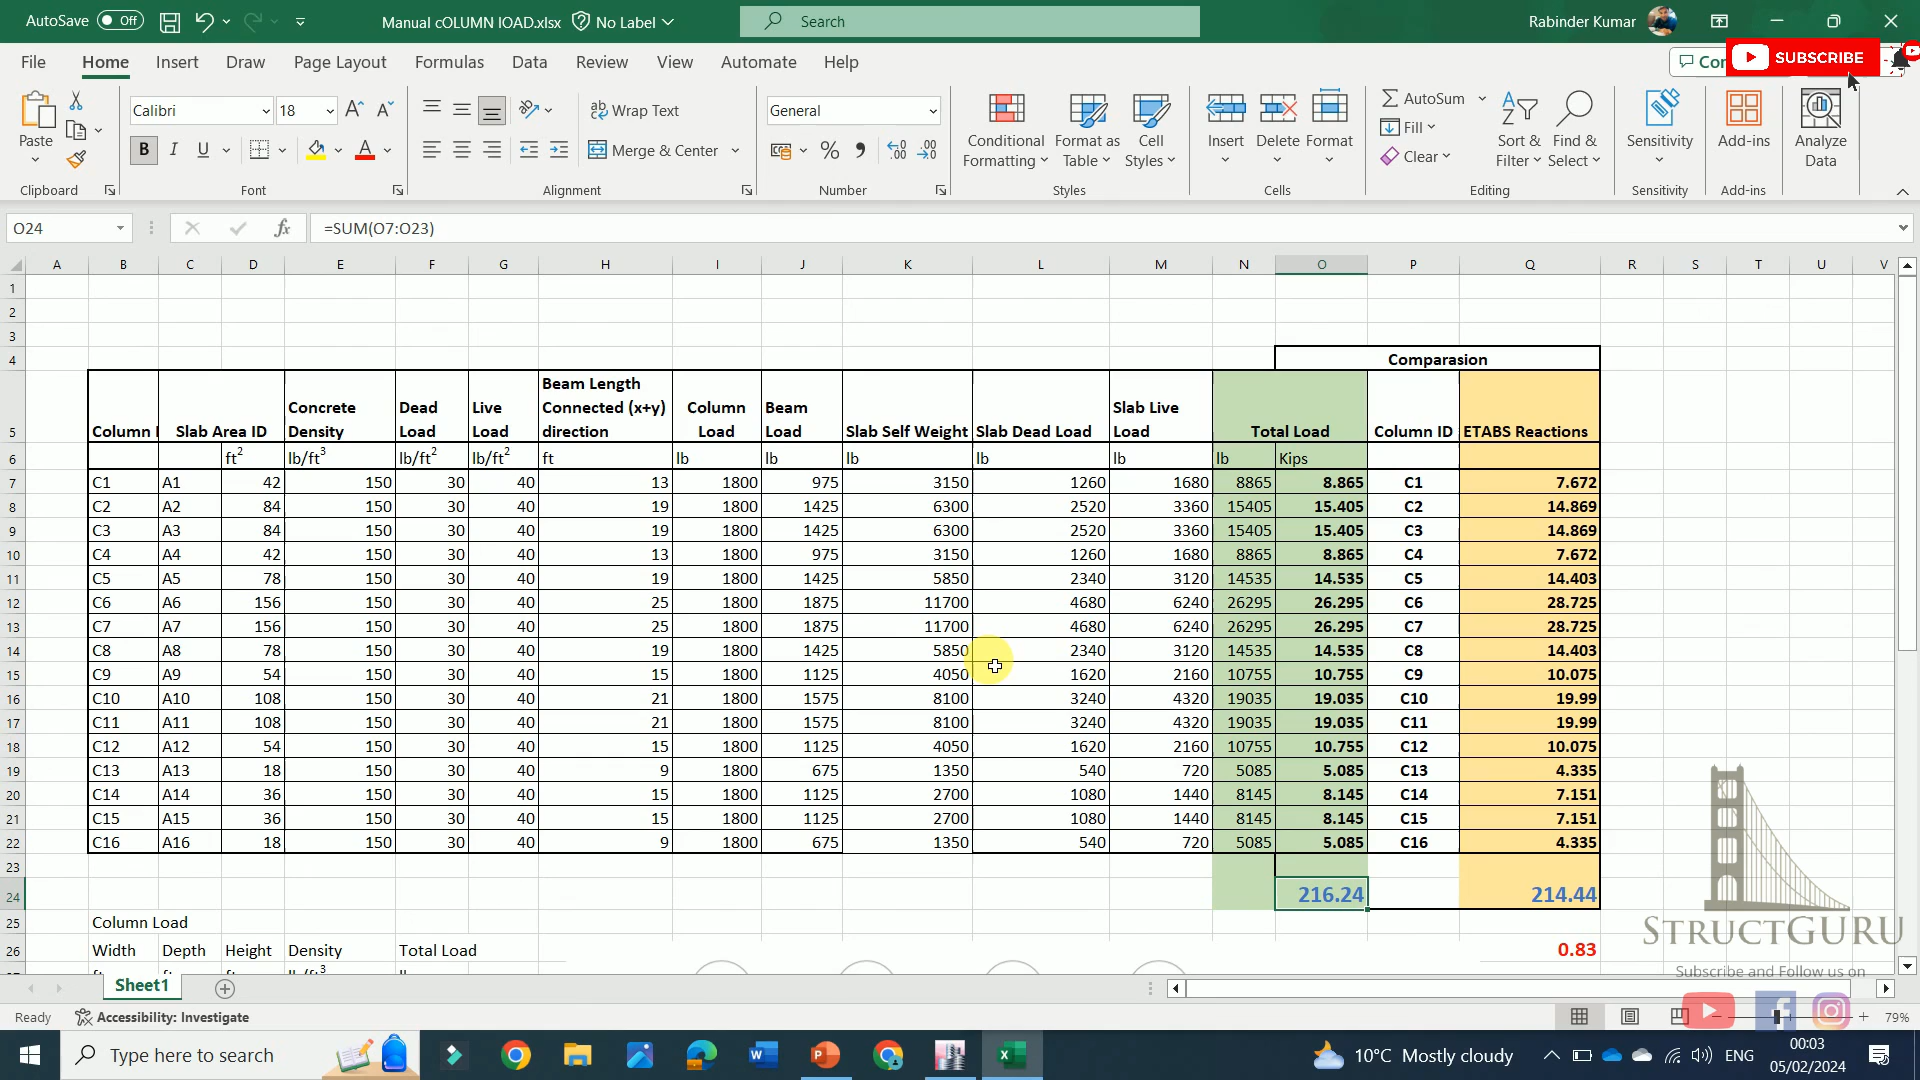 AutoSave Off Manual cOLUMN lOAD.xlsx No Label Search Rabinder Kumar
File Home Insert Draw Page Layout Formulas Data Review View Automate Help SUBSCRIBE
Calibri 18 Wrap Text General AutoSum
Paste Merge & Center Conditional Formatting Format as Table Cell Styles Insert Delete Format Fill Clear Sort & Filter Find & Select Sensitivity Add-ins Analyze Data
Clipboard Font Alignment Number Styles Cells Editing Sensitivity Add-ins
O24 fx =SUM(O7:O23)
A B C D E F G H I J K L M N O P Q R S T U V
1
2
3
4 Comparasion
5 Column Slab Area ID Concrete Density Dead Load Live Load Beam Length Connected (x+y) direction Column Load Beam Load Slab Self Weight Slab Dead Load Slab Live Load Total Load Column ID ETABS Reactions
6 ft² lb/ft³ lb/ft² lb/ft² ft lb lb lb lb lb lb Kips
7 C1 A1 42 150 30 40 13 1800 975 3150 1260 1680 8865 8.865 C1 7.672
8 C2 A2 84 150 30 40 19 1800 1425 6300 2520 3360 15405 15.405 C2 14.869
9 C3 A3 84 150 30 40 19 1800 1425 6300 2520 3360 15405 15.405 C3 14.869
10 C4 A4 42 150 30 40 13 1800 975 3150 1260 1680 8865 8.865 C4 7.672
11 C5 A5 78 150 30 40 19 1800 1425 5850 2340 3120 14535 14.535 C5 14.403
12 C6 A6 156 150 30 40 25 1800 1875 11700 4680 6240 26295 26.295 C6 28.725
13 C7 A7 156 150 30 40 25 1800 1875 11700 4680 6240 26295 26.295 C7 28.725
14 C8 A8 78 150 30 40 19 1800 1425 5850 2340 3120 14535 14.535 C8 14.403
15 C9 A9 54 150 30 40 15 1800 1125 4050 1620 2160 10755 10.755 C9 10.075
16 C10 A10 108 150 30 40 21 1800 1575 8100 3240 4320 19035 19.035 C10 19.99
17 C11 A11 108 150 30 40 21 1800 1575 8100 3240 4320 19035 19.035 C11 19.99
18 C12 A12 54 150 30 40 15 1800 1125 4050 1620 2160 10755 10.755 C12 10.075
19 C13 A13 18 150 30 40 9 1800 675 1350 540 720 5085 5.085 C13 4.335
20 C14 A14 36 150 30 40 15 1800 1125 2700 1080 1440 8145 8.145 C14 7.151
21 C15 A15 36 150 30 40 15 1800 1125 2700 1080 1440 8145 8.145 C15 7.151
22 C16 A16 18 150 30 40 9 1800 675 1350 540 720 5085 5.085 C16 4.335
23
24 216.24 214.44
25 Column Load
26 Width Depth Height Density Total Load 0.83
STRUCTGURU
Subscribe and Follow us on
Sheet1
Ready Accessibility: Investigate 79%
Type here to search 10°C Mostly cloudy ENG 00:03
05/02/2024